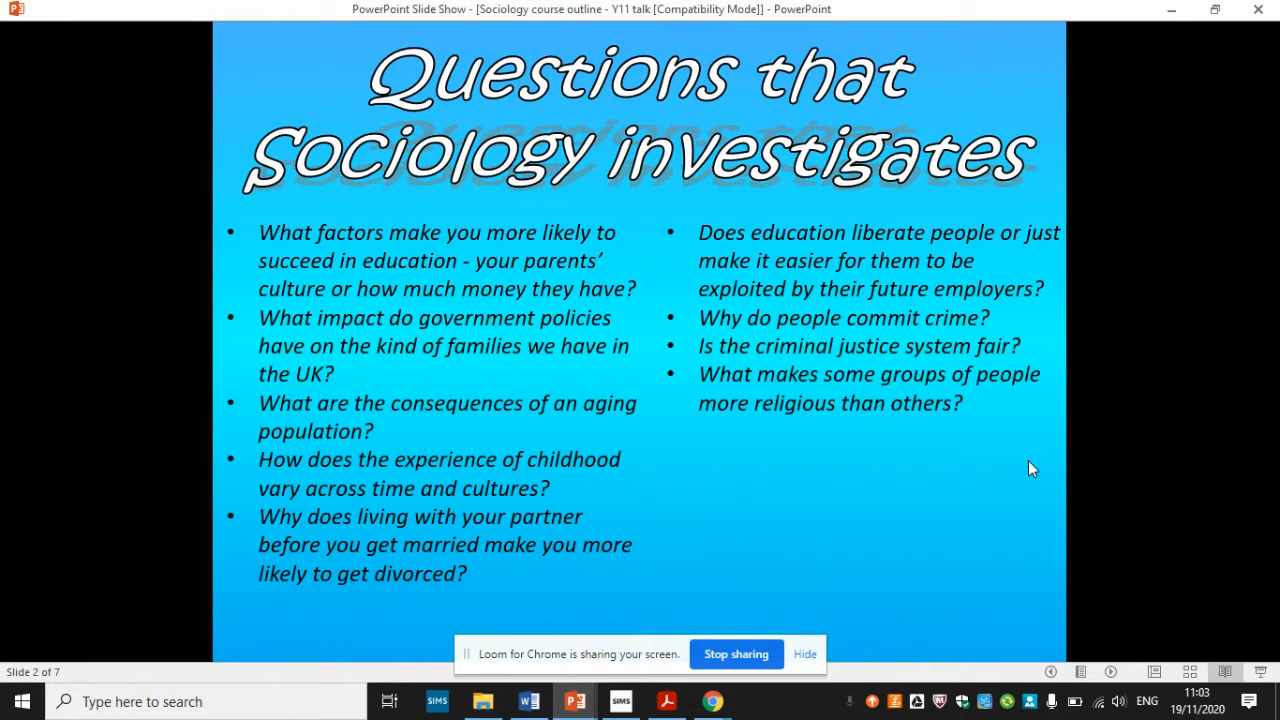 PowerPoint Slide Show - [Sociology course outline - Y11 talk [Compatibility Mode]] - PowerPoint
Questions that
Sociology investigates
• What factors make you more likely to
succeed in education - your parents’
culture or how much money they have?
• What impact do government policies
have on the kind of families we have in
the UK?
• What are the consequences of an aging
population?
• How does the experience of childhood
vary across time and cultures?
• Why does living with your partner
before you get married make you more
likely to get divorced?
• Does education liberate people or just
make it easier for them to be
exploited by their future employers?
• Why do people commit crime?
• Is the criminal justice system fair?
• What makes some groups of people
more religious than others?
Loom for Chrome is sharing your screen. Stop sharing Hide
Slide 2 of 7
Type here to search
SIMS
SIMS
ENG
11:03
19/11/2020